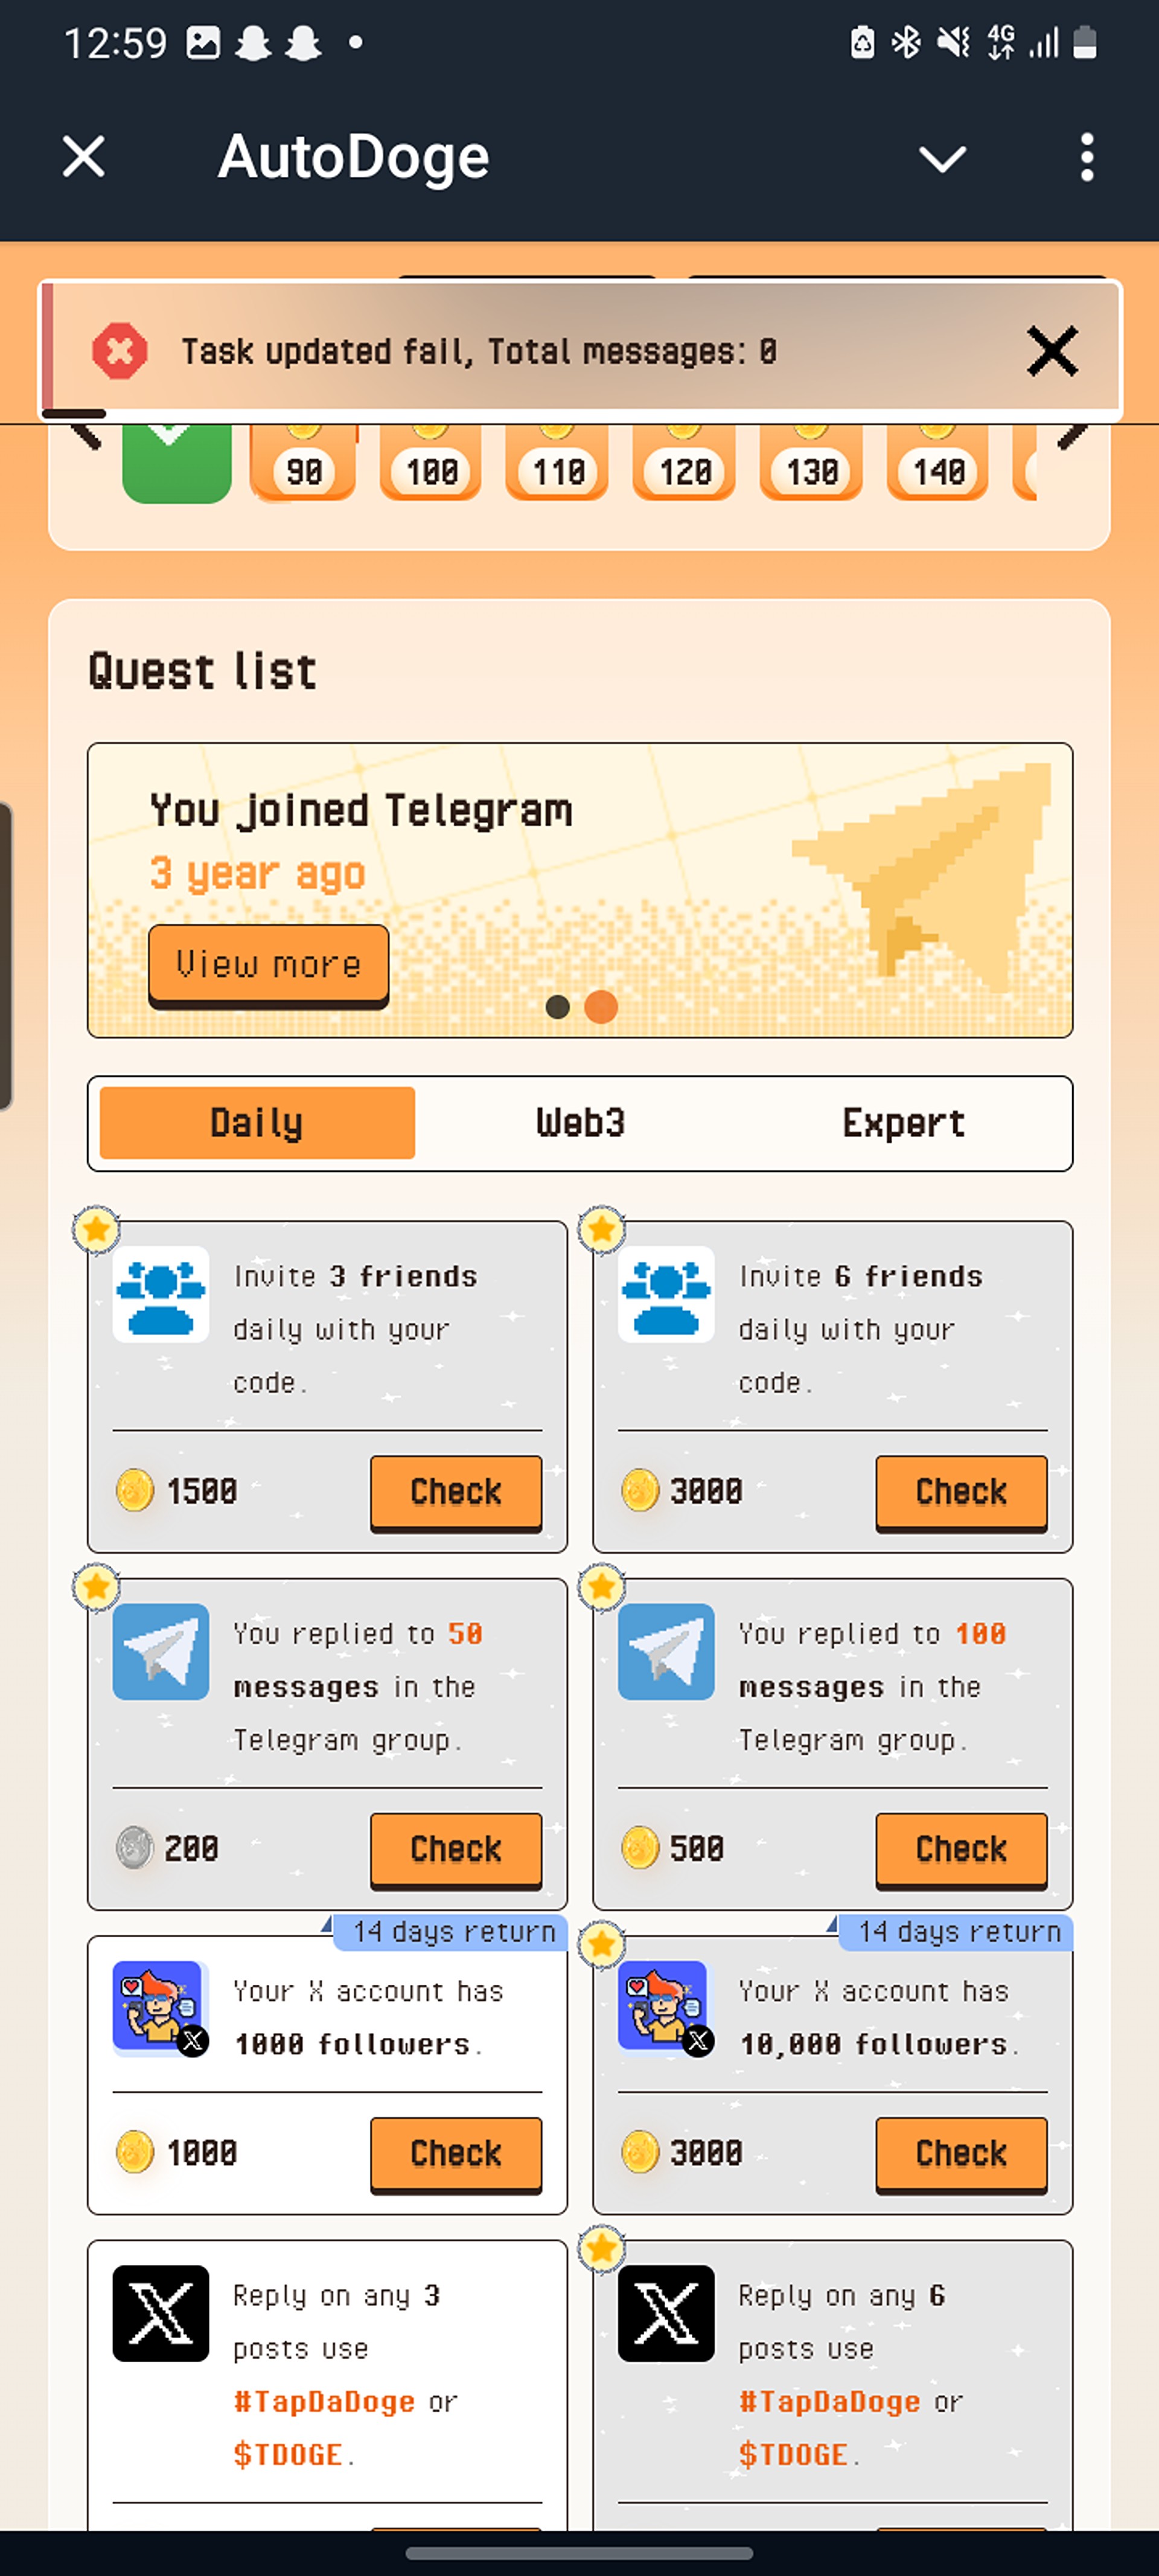 12:59
4G
AutoDoge
Task updated fail, Total messages: 0
90 100 110 120 130 140
Quest list
You joined Telegram
3 year ago
View more
Daily Web3 Expert
Invite 3 friends
daily with your
code.
1500 Check
Invite 6 friends
daily with your
code.
3000 Check
You replied to 50
messages in the
Telegram group.
200 Check
You replied to 100
messages in the
Telegram group.
500 Check
14 days return
Your X account has
1000 followers.
1000 Check
14 days return
Your X account has
10,000 followers.
3000 Check
Reply on any 3
posts use
#TapDaDoge or
$TDOGE.
Reply on any 6
posts use
#TapDaDoge or
$TDOGE.